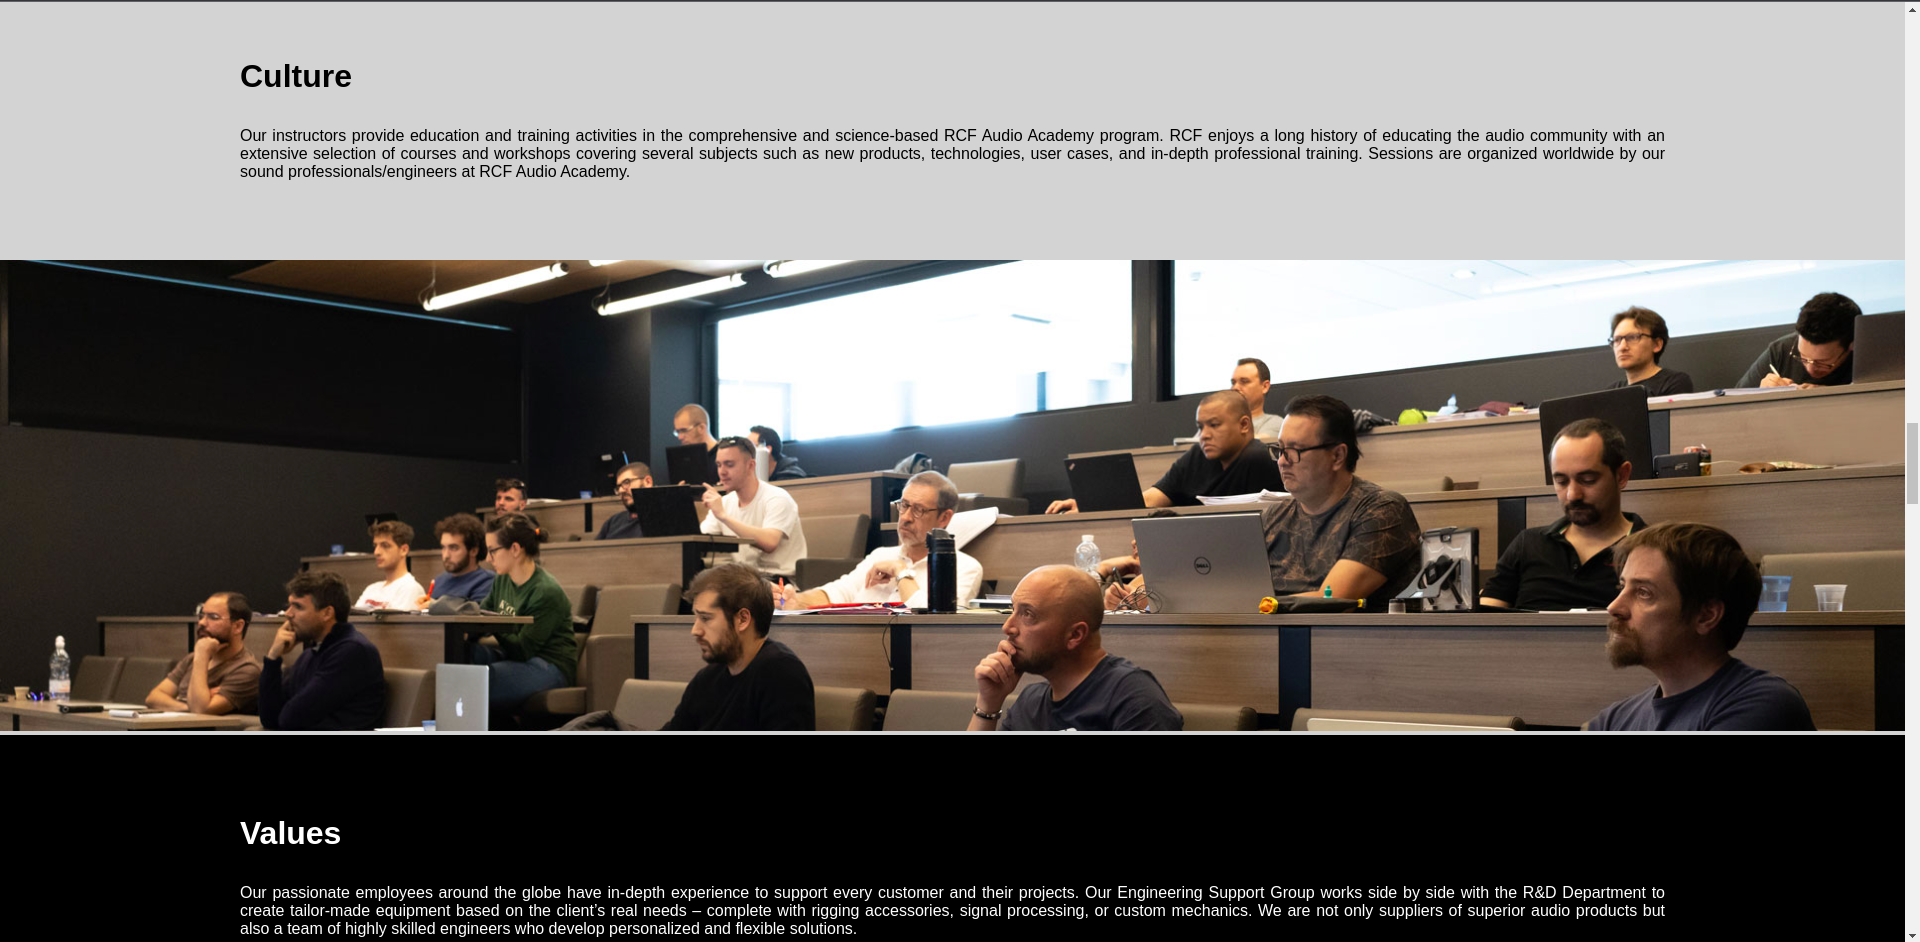 Culture
Our instructors provide education and training activities in the comprehensive and science-based RCF Audio Academy program. RCF enjoys a long history of educating the audio community with an
extensive selection of courses and workshops covering several subjects such as new products, technologies, user cases, and in-depth professional training. Sessions are organized worldwide by our
sound professionals/engineers at RCF Audio Academy.
DELL
Values
Our passionate employees around the globe have in-depth experience to support every customer and their projects. Our Engineering Support Group works side by side with the R&D Department to
create tailor-made equipment based on the client’s real needs – complete with rigging accessories, signal processing, or custom mechanics. We are not only suppliers of superior audio products but
also a team of highly skilled engineers who develop personalized and flexible solutions.